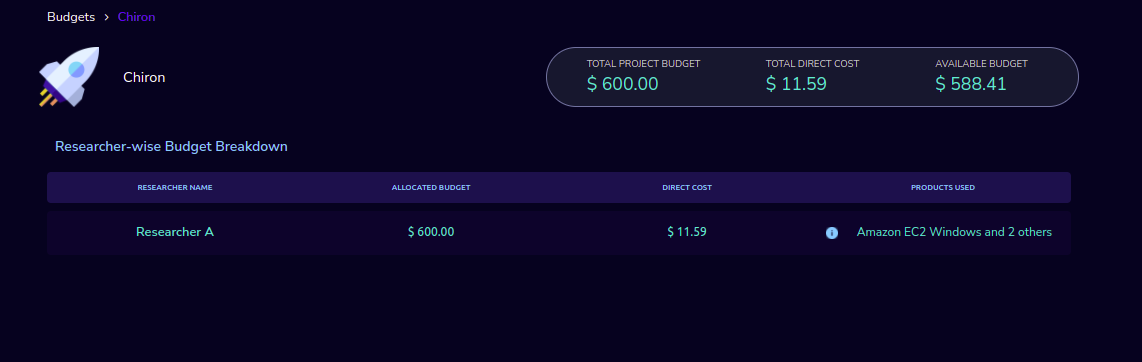 Budgets > Chiron
Chiron
TOTAL PROJECT BUDGET TOTAL DIRECT COST AVAILABLE BUDGET
$ 600.00 $ 11.59 $ 588.41
Researcher-wise Budget Breakdown
RESEARCHER NAME ALLOCATED BUDGET DIRECT COST PRODUCTS USED
Researcher A $ 600.00 $ 11.59 i Amazon EC2 Windows and 2 others